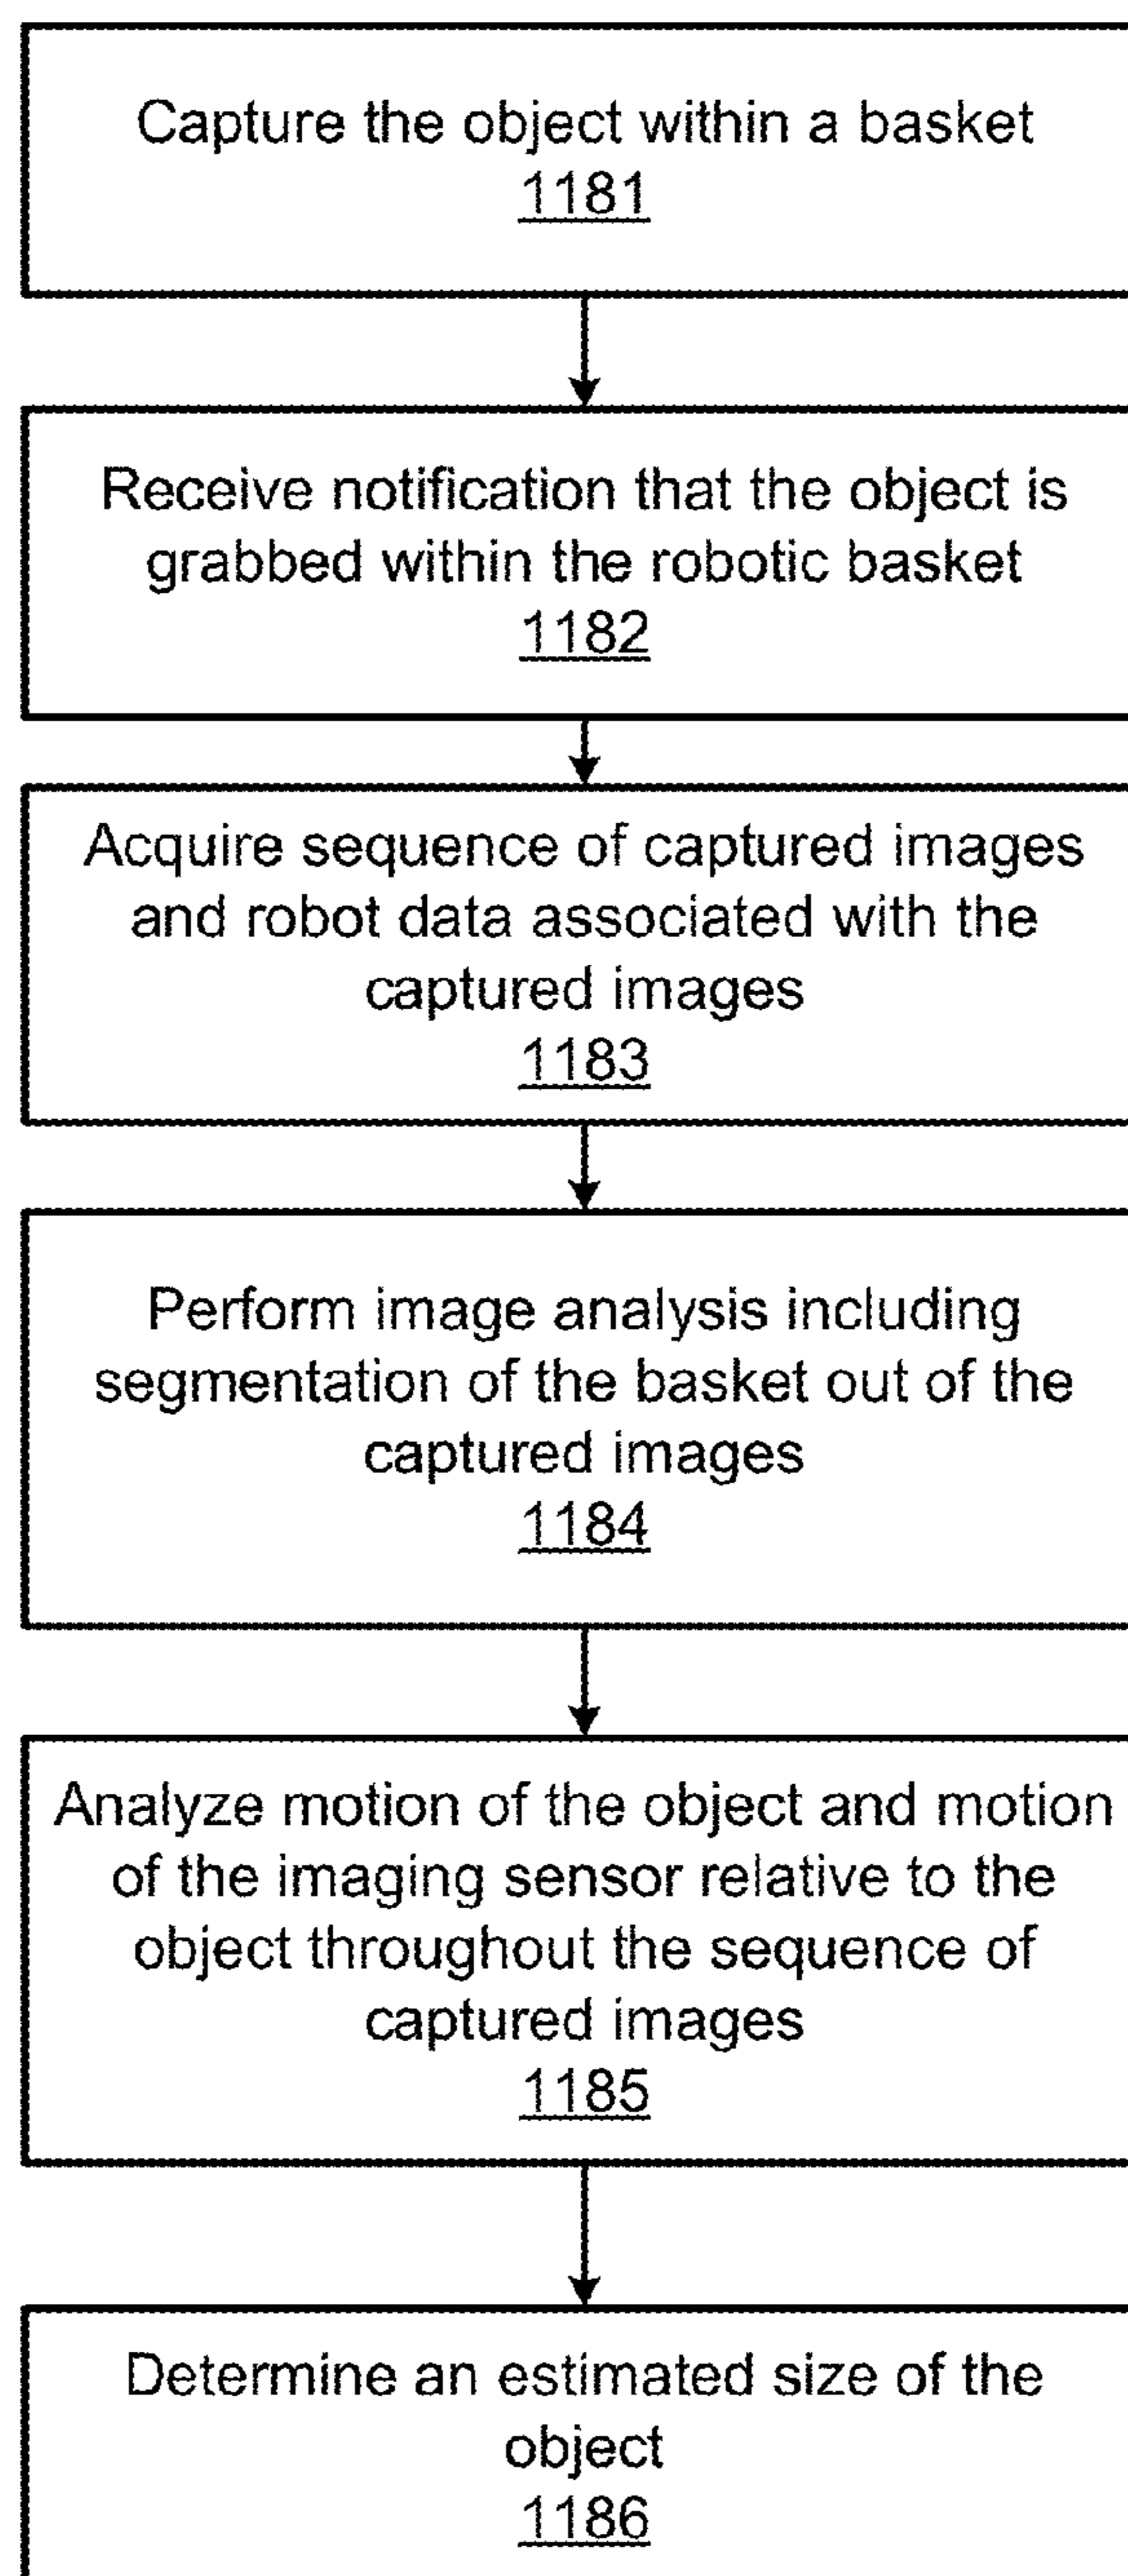 Capture the object within a basket
1181
Receive notification that the object is
grabbed within the robotic basket
1182
Acquire sequence of captured images
and robot data associated with the
captured images
1183
Perform image analysis including
segmentation of the basket out of the
captured images
1184
Analyze motion of the object and motion
of the imaging sensor relative to the
object throughout the sequence of
captured images
1185
Determine an estimated size of the
object
1186